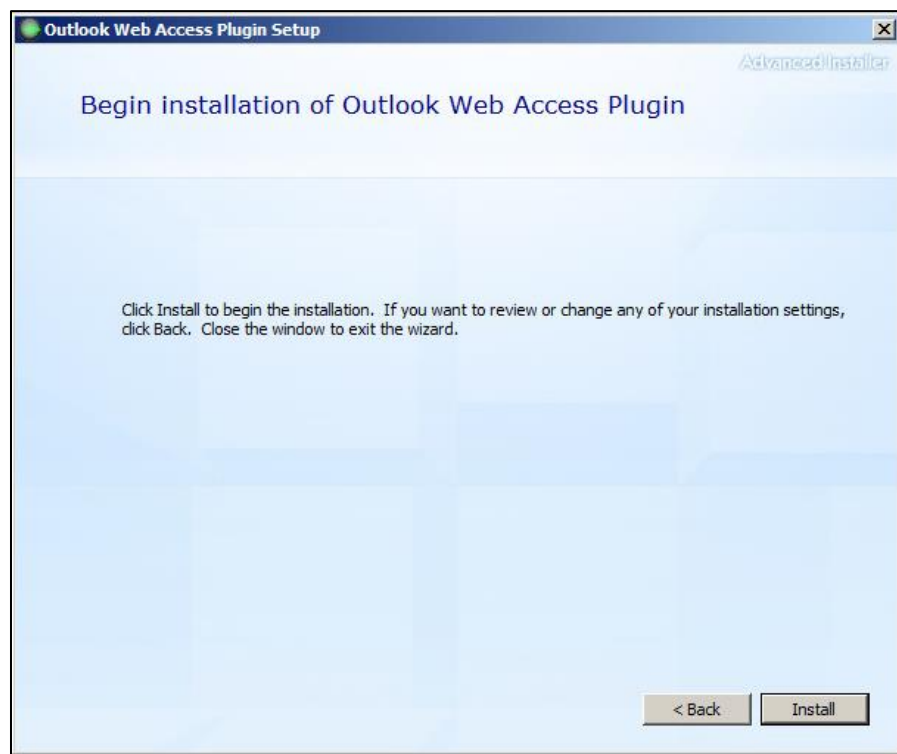 Outlook Web Access Plugin Setup
Advanced Installer
Begin installation of Outlook Web Access Plugin
Click Install to begin the installation.  If you want to review or change any of your installation settings,
click Back.  Close the window to exit the wizard.
< Back
Install